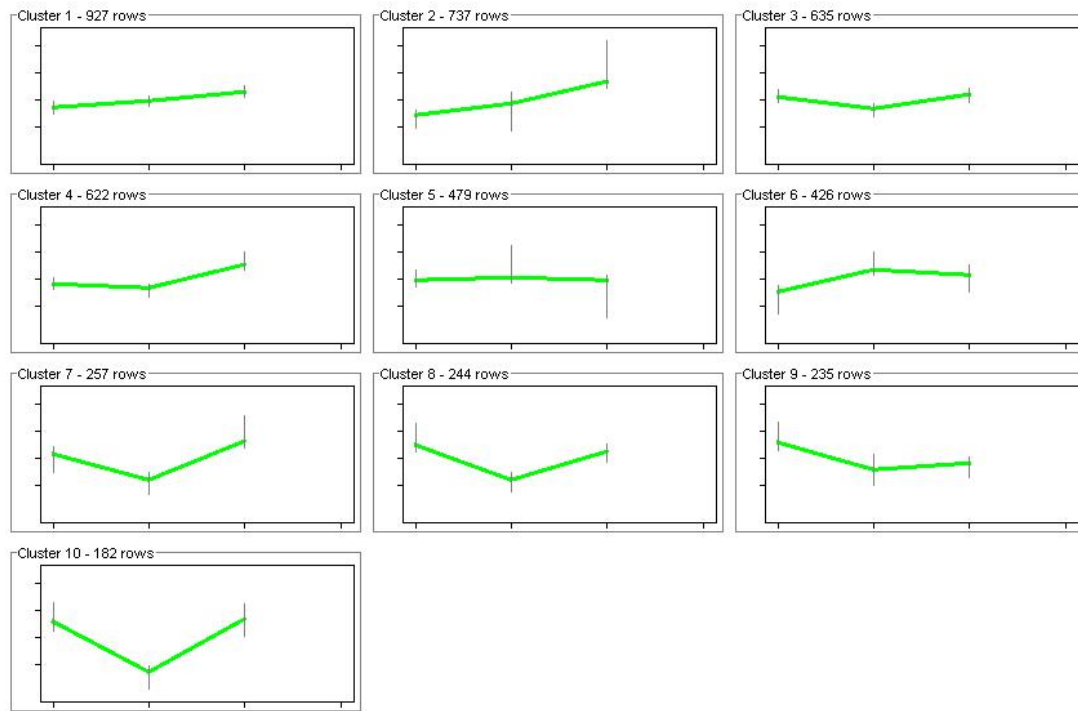 Cluster 1 - 927 rows
Cluster 2 - 737 rows
Cluster 3 - 635 rows
Cluster 4 - 622 rows
Cluster 5 - 479 rows
Cluster 6 - 426 rows
Cluster 7 - 257 rows
Cluster 8 - 244 rows
Cluster 9 - 235 rows
Cluster 10 - 182 rows